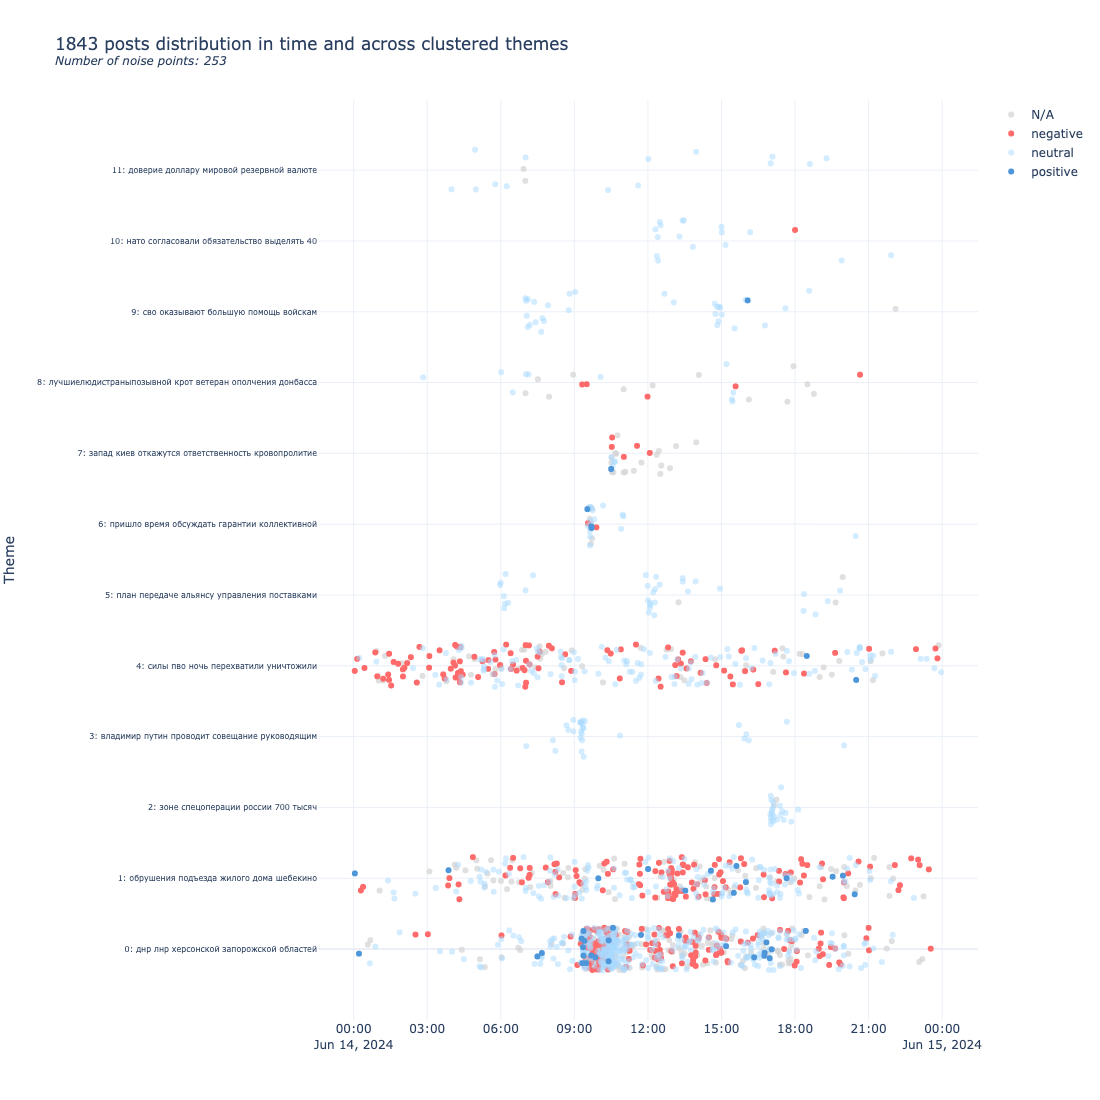 1843 posts distribution in time and across clustered themes
Number of noise points: 253
N/A
negative
neutral
positive
Theme
11: доверие доллару мировой резервной валюте
10: нато согласовали обязательство выделять 40
9: сво оказывают большую помощь войскам
8: лучшиелюдистраныпозывной крот ветеран ополчения донбасса
7: запад киев откажутся ответственность кровопролитие
6: пришло время обсуждать гарантии коллективной
5: план передаче альянсу управления поставками
4: силы пво ночь перехватили уничтожили
3: владимир путин проводит совещание руководящим
2: зоне спецоперации россии 700 тысяч
1: обрушения подъезда жилого дома шебекино
0: днр лнр херсонской запорожской областей
00:00 03:00 06:00 09:00 12:00 15:00 18:00 21:00 00:00
Jun 14, 2024 Jun 15, 2024